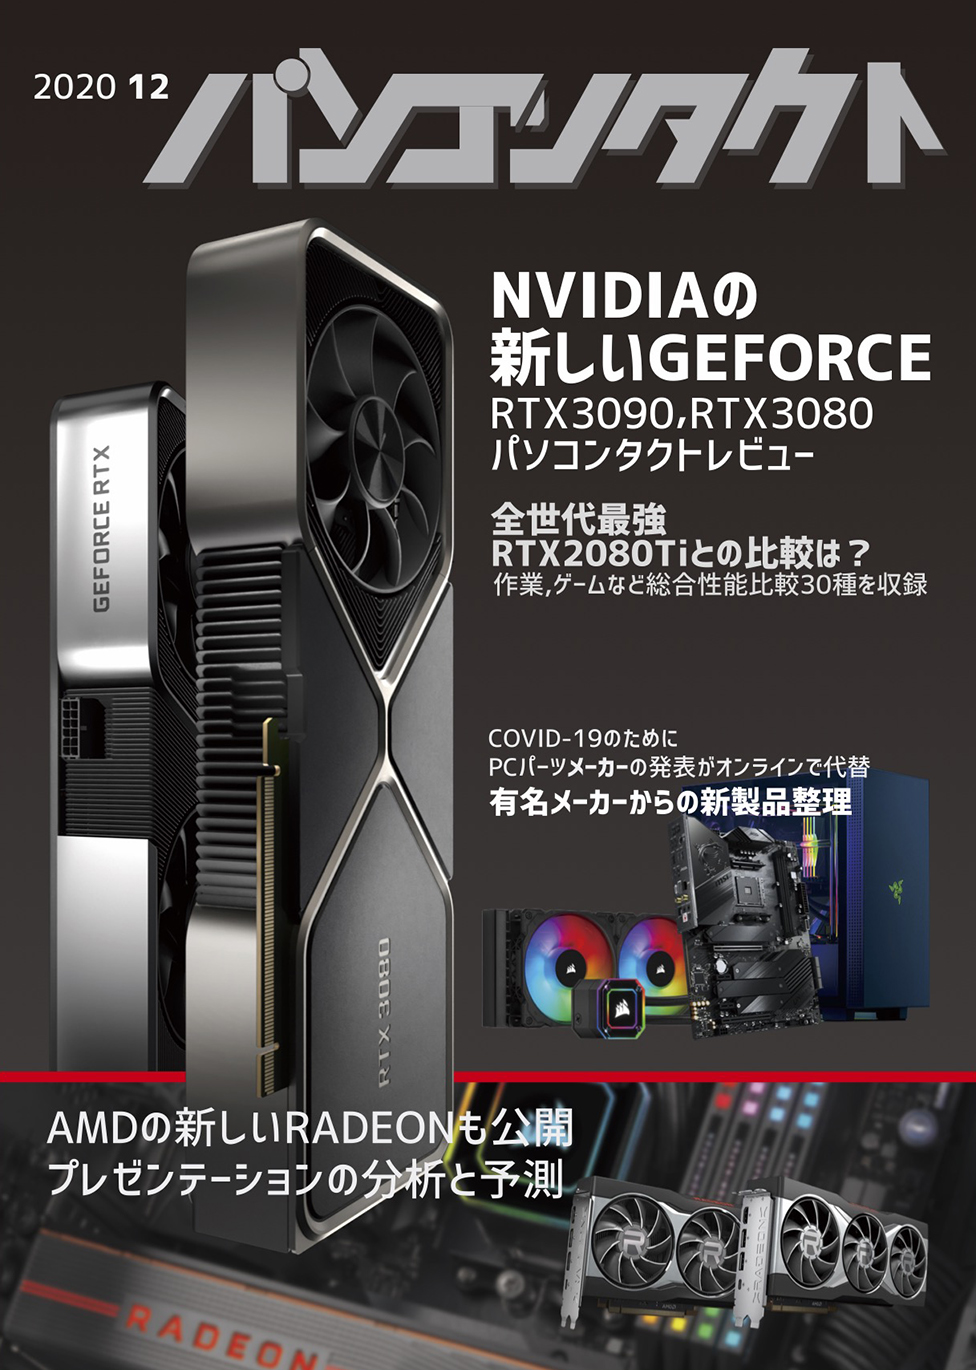 2020 12
パソコンタクト
NVIDIAの
新しいGEFORCE
RTX3090,RTX3080
パソコンタクトレビュー
全世代最強
RTX2080Tiとの比較は？
作業,ゲームなど総合性能比較30種を収録
GEFORCE RTX
COVID-19のために
PCパーツメーカーの発表がオンラインで代替
有名メーカーからの新製品整理
RTX 3080
AMDの新しいRADEONも公開
プレゼンテーションの分析と予測
RADEON
RADEON